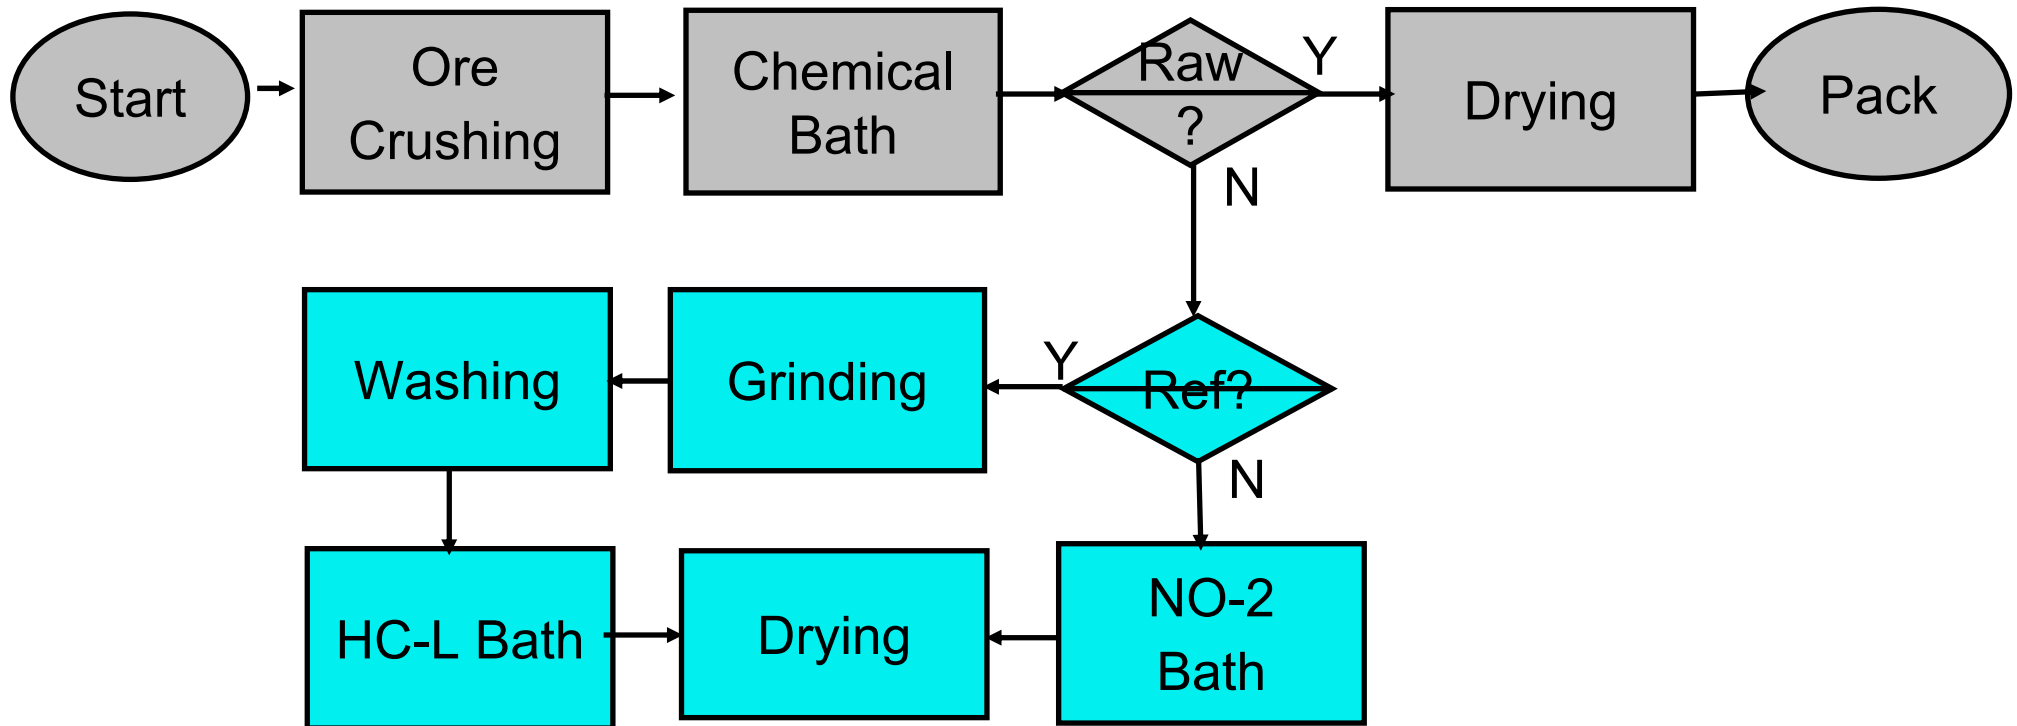 Start
Ore
Crushing
Chemical
Bath
Raw
?
Y
Drying
Pack
N
Washing
Grinding
Y
Ref?
N
HC-L Bath
Drying
NO-2
Bath